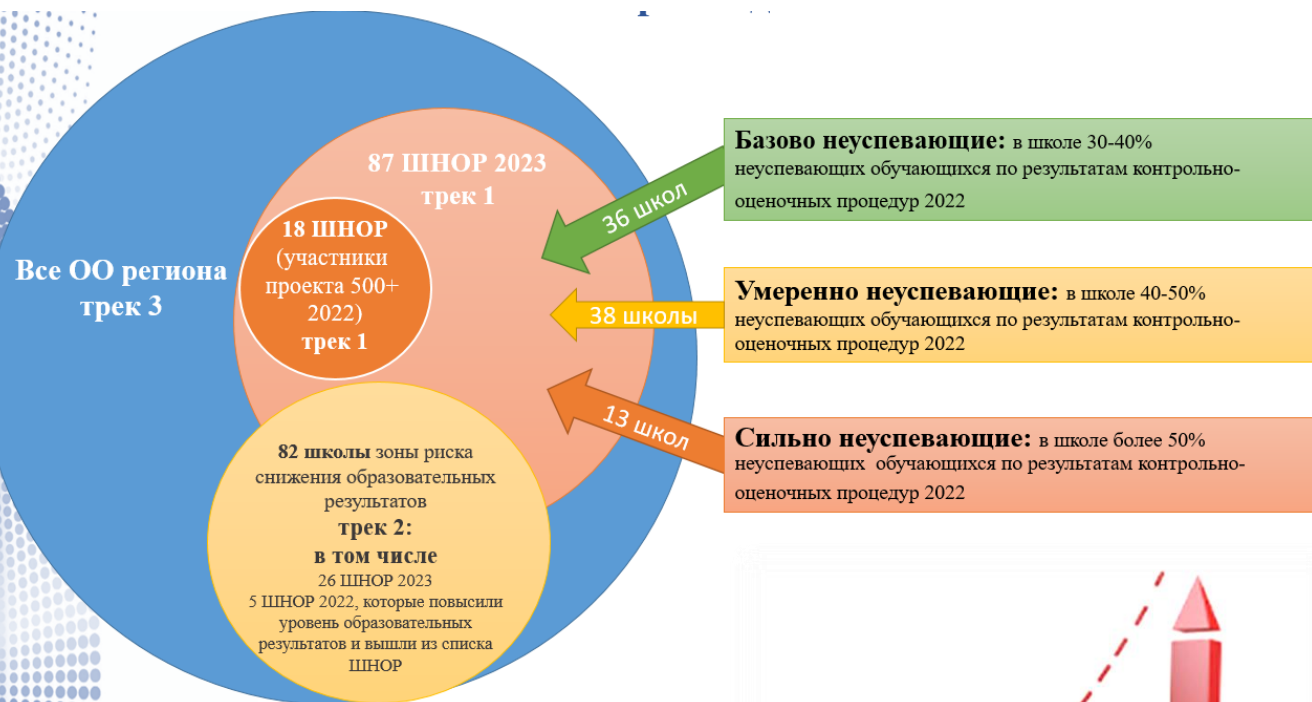 87 ШНОР 2023
трек 1
18 ШНОР
(участники
проекта 500+
2022)
трек 1
Все ОО региона
трек 3
82 школы зоны риска
снижения образовательных
результатов
трек 2:
в том числе
26 ШНОР 2023
5 ШНОР 2022, которые повысили
уровень образовательных
результатов и вышли из списка
ШНОР
36 школ
38 школы
13 школ
Базово неуспевающие: в школе 30-40%
неуспевающих обучающихся по результатам контрольно-
оценочных процедур 2022
Умеренно неуспевающие: в школе 40-50%
неуспевающих обучающихся по результатам контрольно-
оценочных процедур 2022
Сильно неуспевающие: в школе более 50%
неуспевающих обучающихся по результатам контрольно-
оценочных процедур 2022